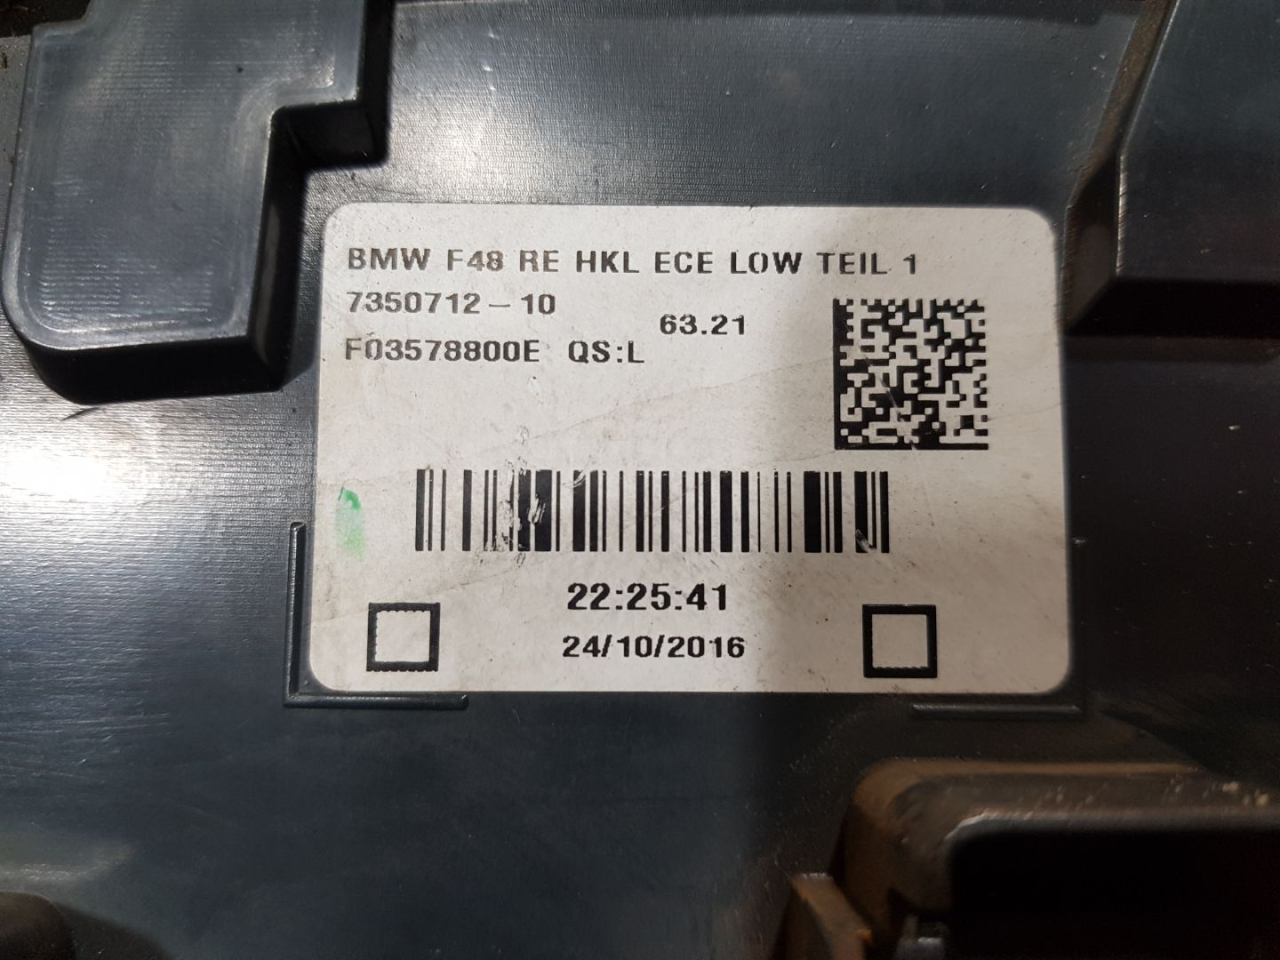 BMW F48 RE HKL ECE LOW TEIL 1
7350712-10
63.21
F03578800E QS:L
22:25:41
24/10/2016